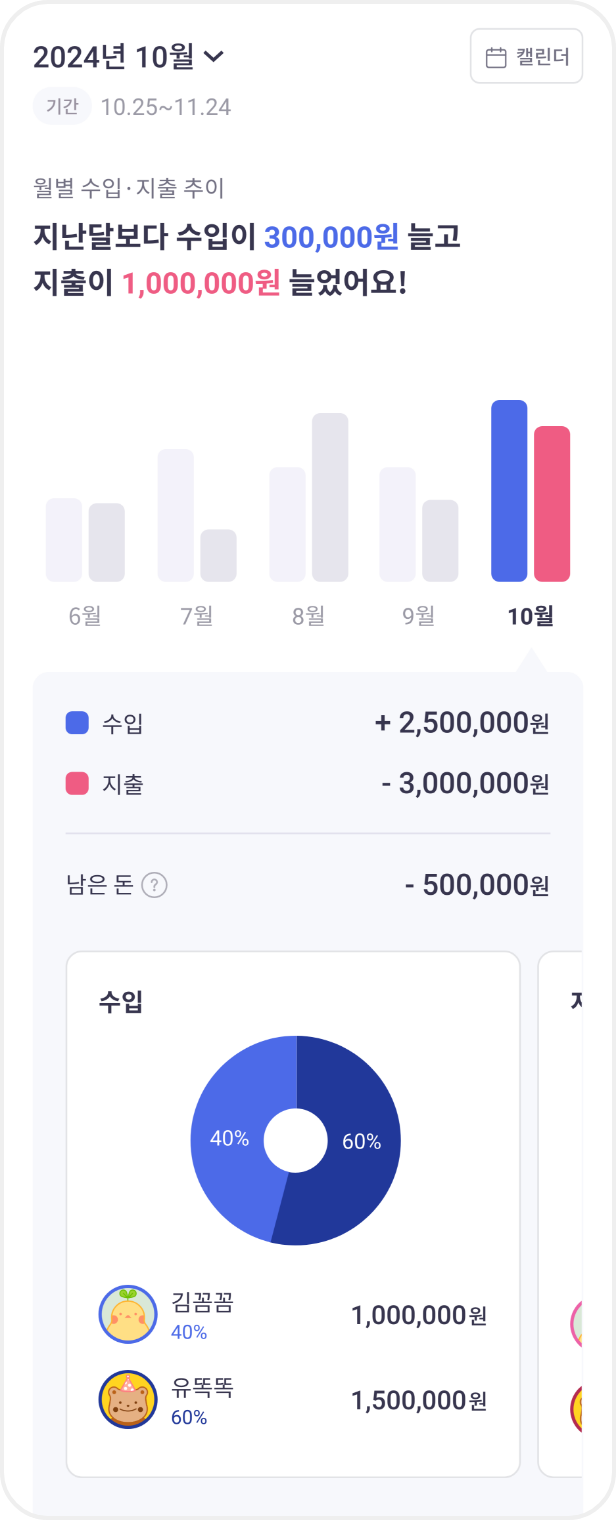 2024년 10월
캘린더
기간 10.25~11.24
월별 수입·지출 추이
지난달보다 수입이 300,000원 늘고
지출이 1,000,000원 늘었어요!
6월 7월 8월 9월 10월
수입 + 2,500,000원
지출 - 3,000,000원
남은 돈 ? - 500,000원
수입
40% 60%
김꼼꼼 1,000,000원
40%
유똑똑 1,500,000원
60%